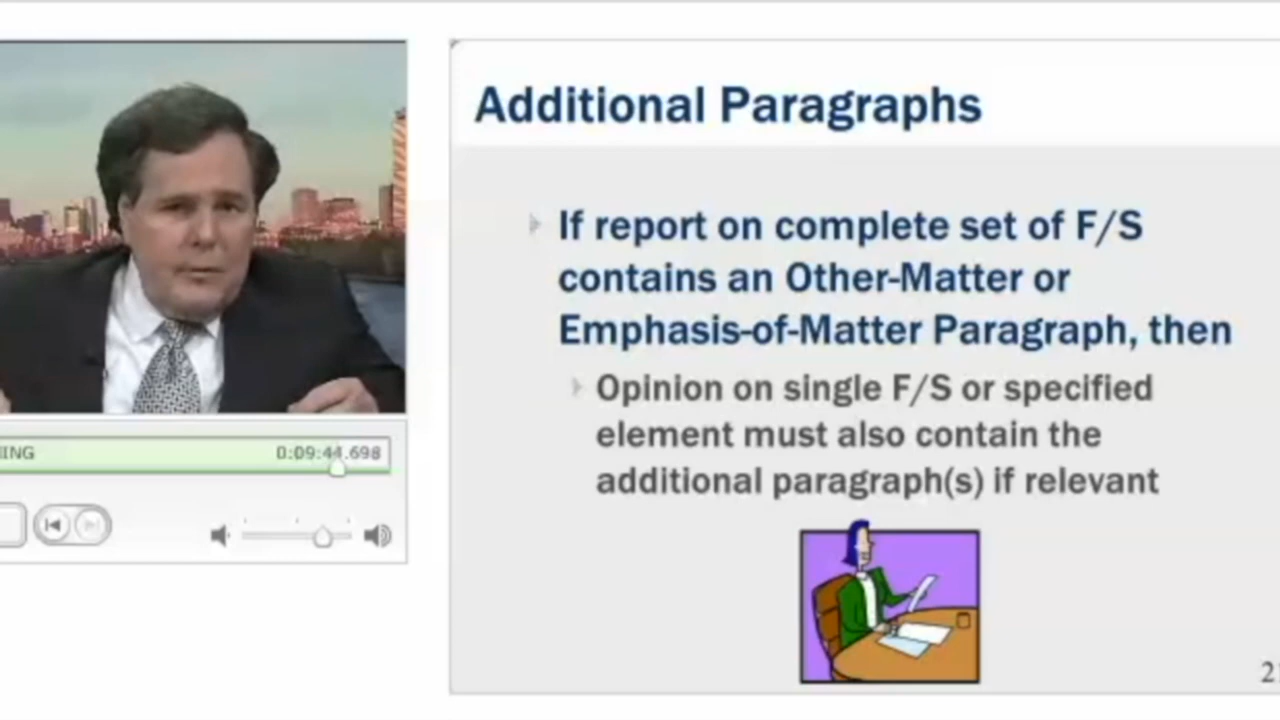 Additional Paragraphs
If report on complete set of F/S
contains an Other-Matter or
Emphasis-of-Matter Paragraph, then
Opinion on single F/S or specified
element must also contain the
additional paragraph(s) if relevant
ING 0:09:44.698